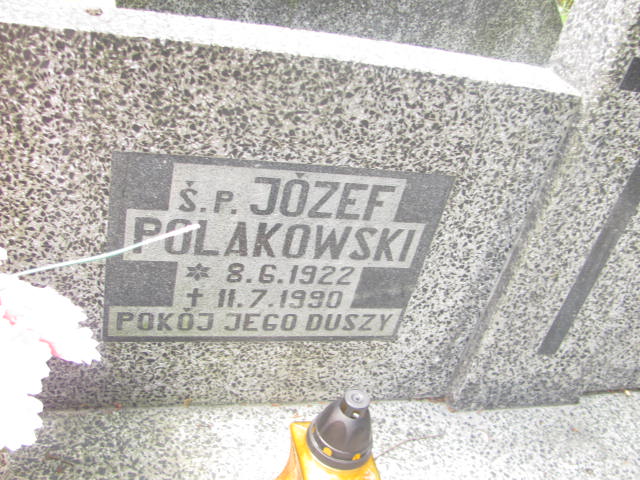 Ś.P. JÓZEF
POLAKOWSKI
* 8.6.1922
✝ 11.7.1990
POKÓJ JEGO DUSZY